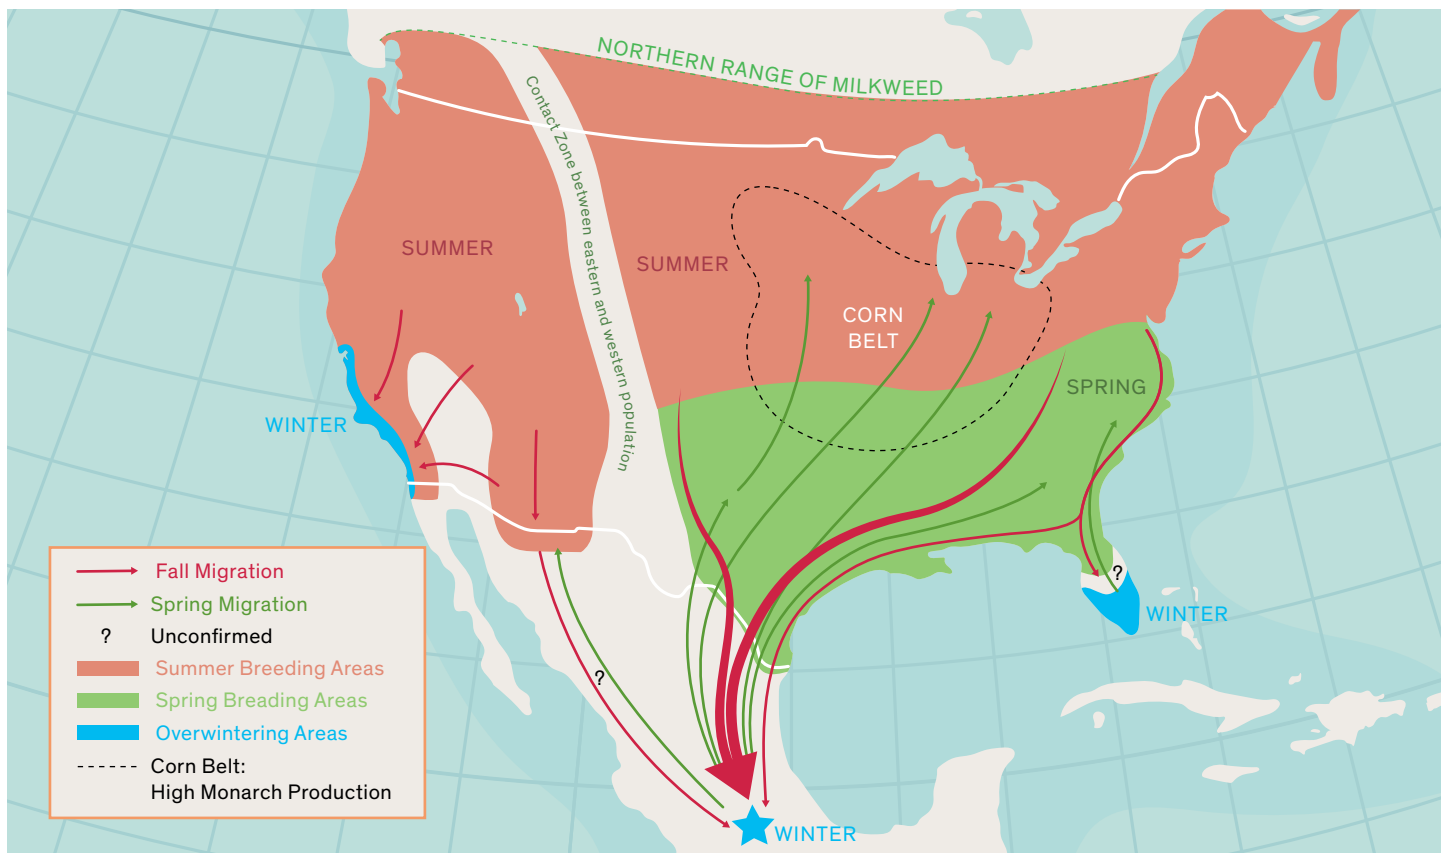 NORTHERN RANGE OF MILKWEED
Contact Zone between eastern and western population
SUMMER
SUMMER
CORN
BELT
SPRING
WINTER
?
WINTER
?
WINTER
Fall Migration
Spring Migration
? Unconfirmed
Summer Breeding Areas
Spring Breading Areas
Overwintering Areas
Corn Belt:
High Monarch Production